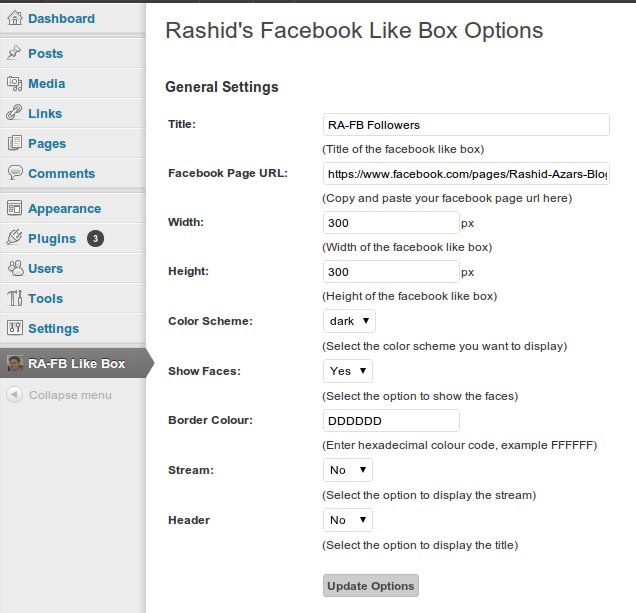 Dashboard
Posts
Media
Links
Pages
Comments
Appearance
Plugins 3
Users
Tools
Settings
RA-FB Like Box
Collapse menu
Rashid's Facebook Like Box Options
General Settings
Title: RA-FB Followers
(Title of the facebook like box)
Facebook Page URL: https://www.facebook.com/pages/Rashid-Azars-Blog
(Copy and paste your facebook page url here)
Width: 300 px
(Width of the facebook like box)
Height: 300 px
(Height of the facebook like box)
Color Scheme: dark
(Select the color scheme you want to display)
Show Faces: Yes
(Select the option to show the faces)
Border Colour: DDDDDD
(Enter hexadecimal colour code, example FFFFFF)
Stream: No
(Select the option to display the stream)
Header No
(Select the option to display the title)
Update Options